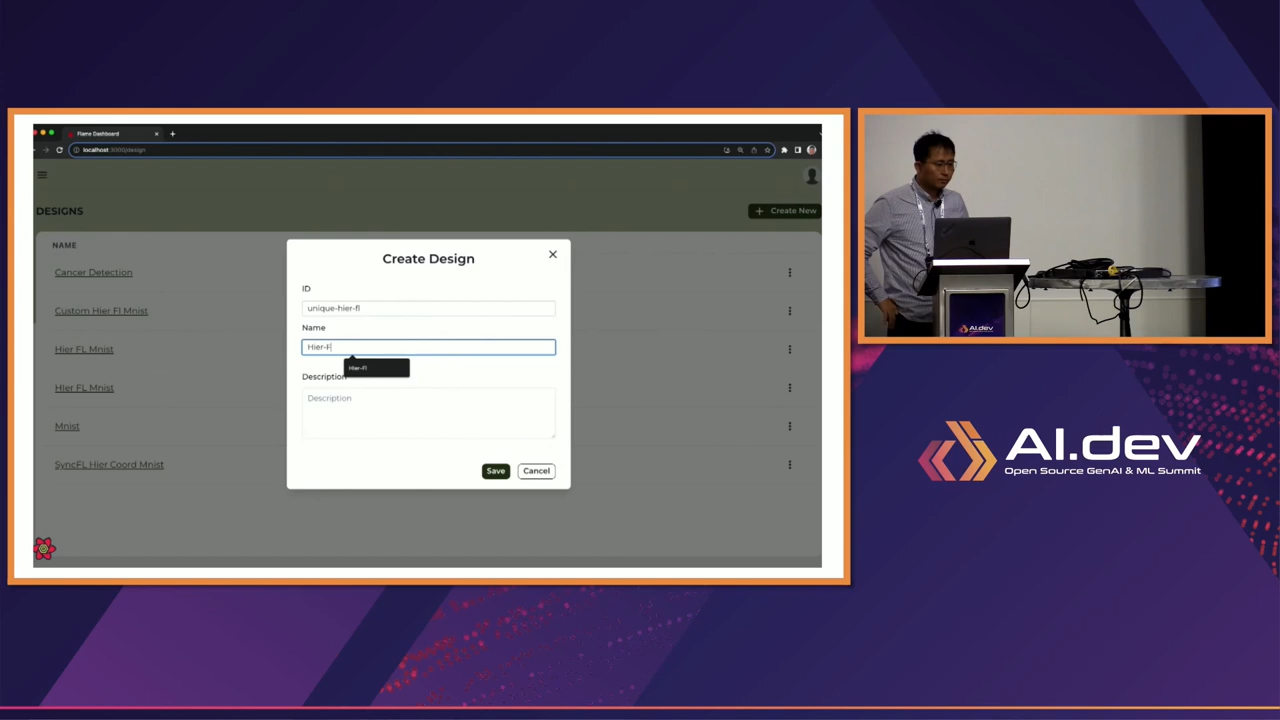 Flame Dashboard
localhost:3000/design
DESIGNS
Create New
NAME
Cancer Detection
Custom Hier Fl Mnist
Hier FL Mnist
HIer FL Mnist
Mnist
SyncFL Hier Coord Mnist
Create Design
ID
unique-hier-fl
Name
Hier-F
Hier-Fl
Description
Description
Save
Cancel
AI.dev
AI.dev
Open Source GenAI & ML Summit